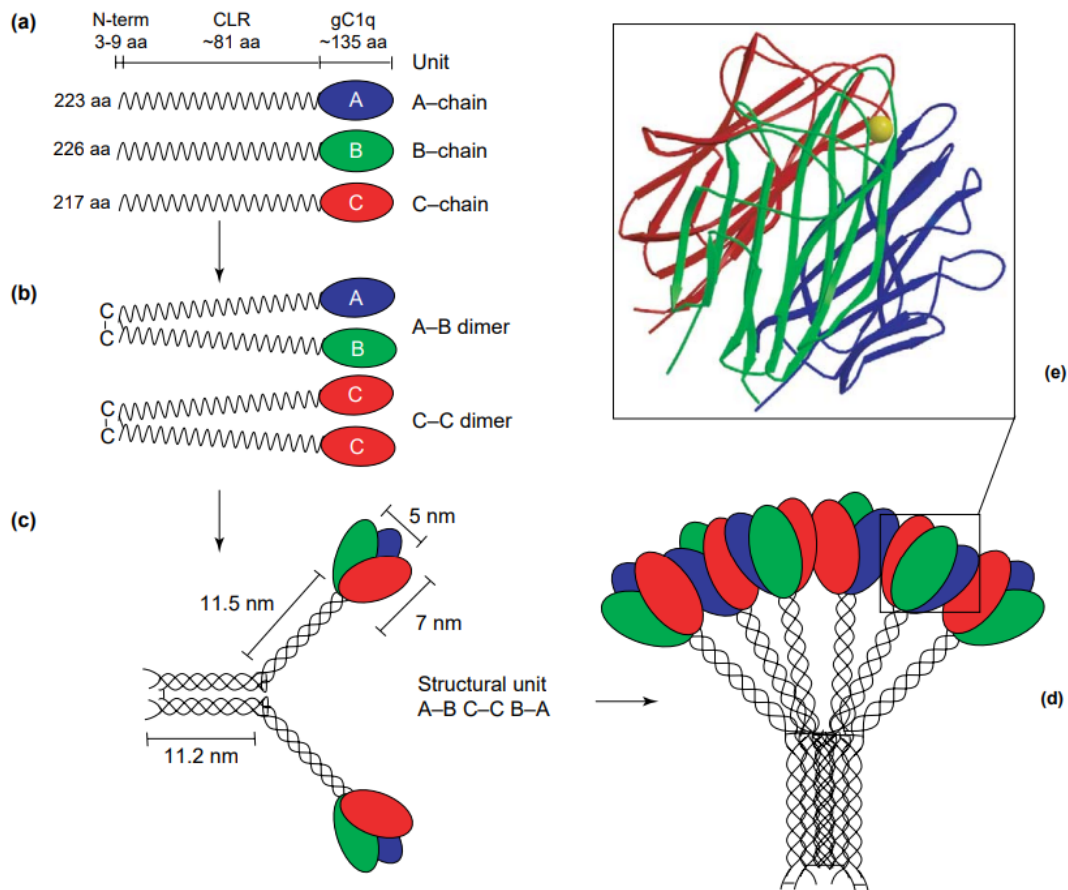 (a)
N-term CLR gC1q
3-9 aa ~81 aa ~135 aa
Unit
223 aa A A–chain
226 aa B B–chain
217 aa C C–chain
(b)
C
C
A
B
A–B dimer
C
C
C
C
C–C dimer
(c)
5 nm
11.5 nm
7 nm
11.2 nm
Structural unit
A–B C–C B–A
(e)
(d)